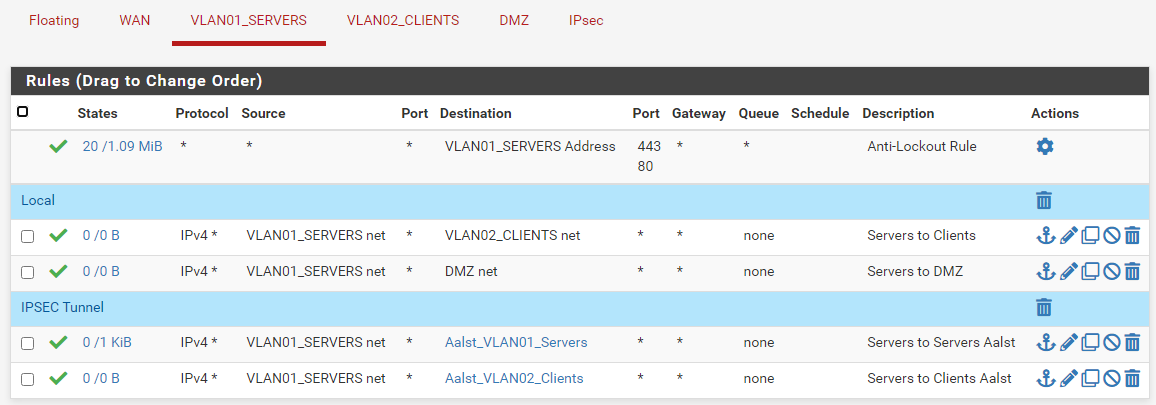 Floating WAN VLAN01_SERVERS VLAN02_CLIENTS DMZ IPsec
Rules (Drag to Change Order)
States Protocol Source Port Destination Port Gateway Queue Schedule Description Actions
20 /1.09 MiB * * * VLAN01_SERVERS Address 443 * * Anti-Lockout Rule
80
Local
0 /0 B IPv4 * VLAN01_SERVERS net * VLAN02_CLIENTS net * * none Servers to Clients
0 /0 B IPv4 * VLAN01_SERVERS net * DMZ net * * none Servers to DMZ
IPSEC Tunnel
0 /1 KiB IPv4 * VLAN01_SERVERS net * Aalst_VLAN01_Servers * * none Servers to Servers Aalst
0 /0 B IPv4 * VLAN01_SERVERS net * Aalst_VLAN02_Clients * * none Servers to Clients Aalst